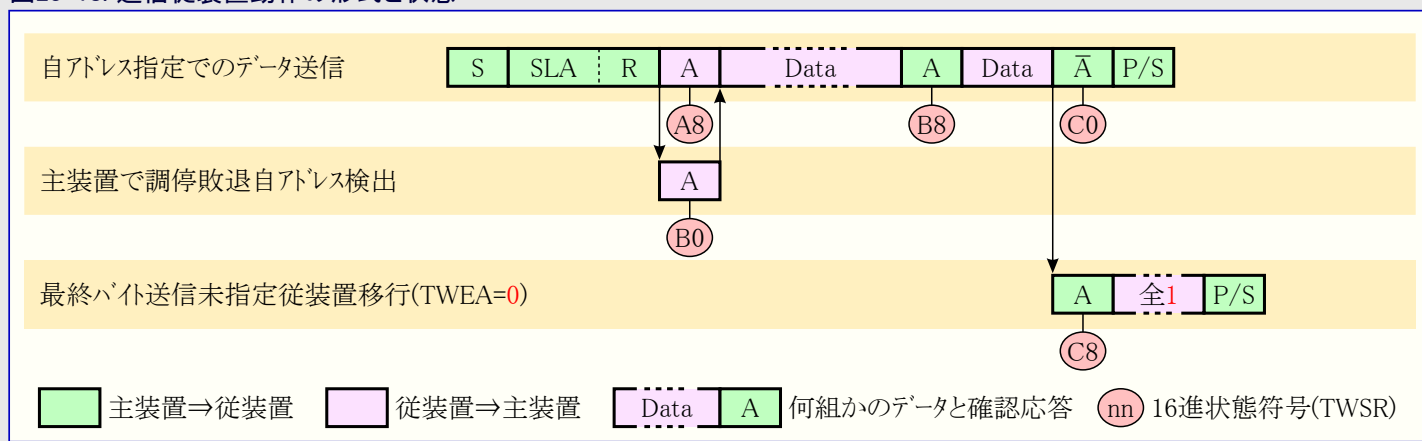 自ｱﾄﾞﾚｽ指定でのﾃﾞｰﾀ送信
S SLA R A Data A Data A̅ P/S
A8 B8 C0
主装置で調停敗退自ｱﾄﾞﾚｽ検出
A
B0
最終ﾊﾞｲﾄ送信未指定従装置移行(TWEA=0)
A 全1 P/S
C8
主装置⇒従装置 従装置⇒主装置 Data A 何組かのﾃﾞｰﾀと確認応答 nn 16進状態符号(TWSR)